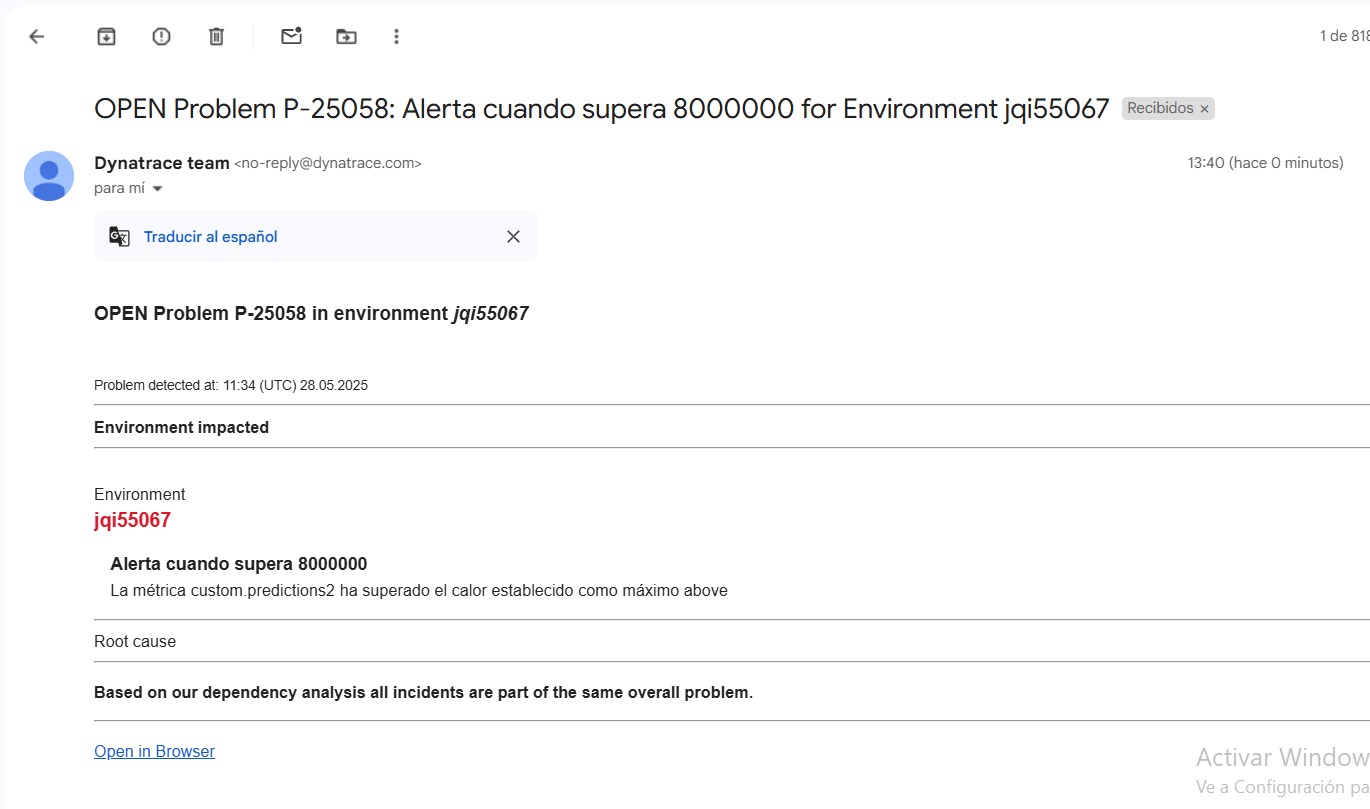 1 de 818
OPEN Problem P-25058: Alerta cuando supera 8000000 for Environment jqi55067 Recibidos ×
Dynatrace team <no-reply@dynatrace.com> 13:40 (hace 0 minutos)
para mí
Traducir al español
OPEN Problem P-25058 in environment jqi55067
Problem detected at: 11:34 (UTC) 28.05.2025
Environment impacted
Environment
jqi55067
Alerta cuando supera 8000000
La métrica custom.predictions2 ha superado el calor establecido como máximo above
Root cause
Based on our dependency analysis all incidents are part of the same overall problem.
Open in Browser
Activar Window
Ve a Configuración pa